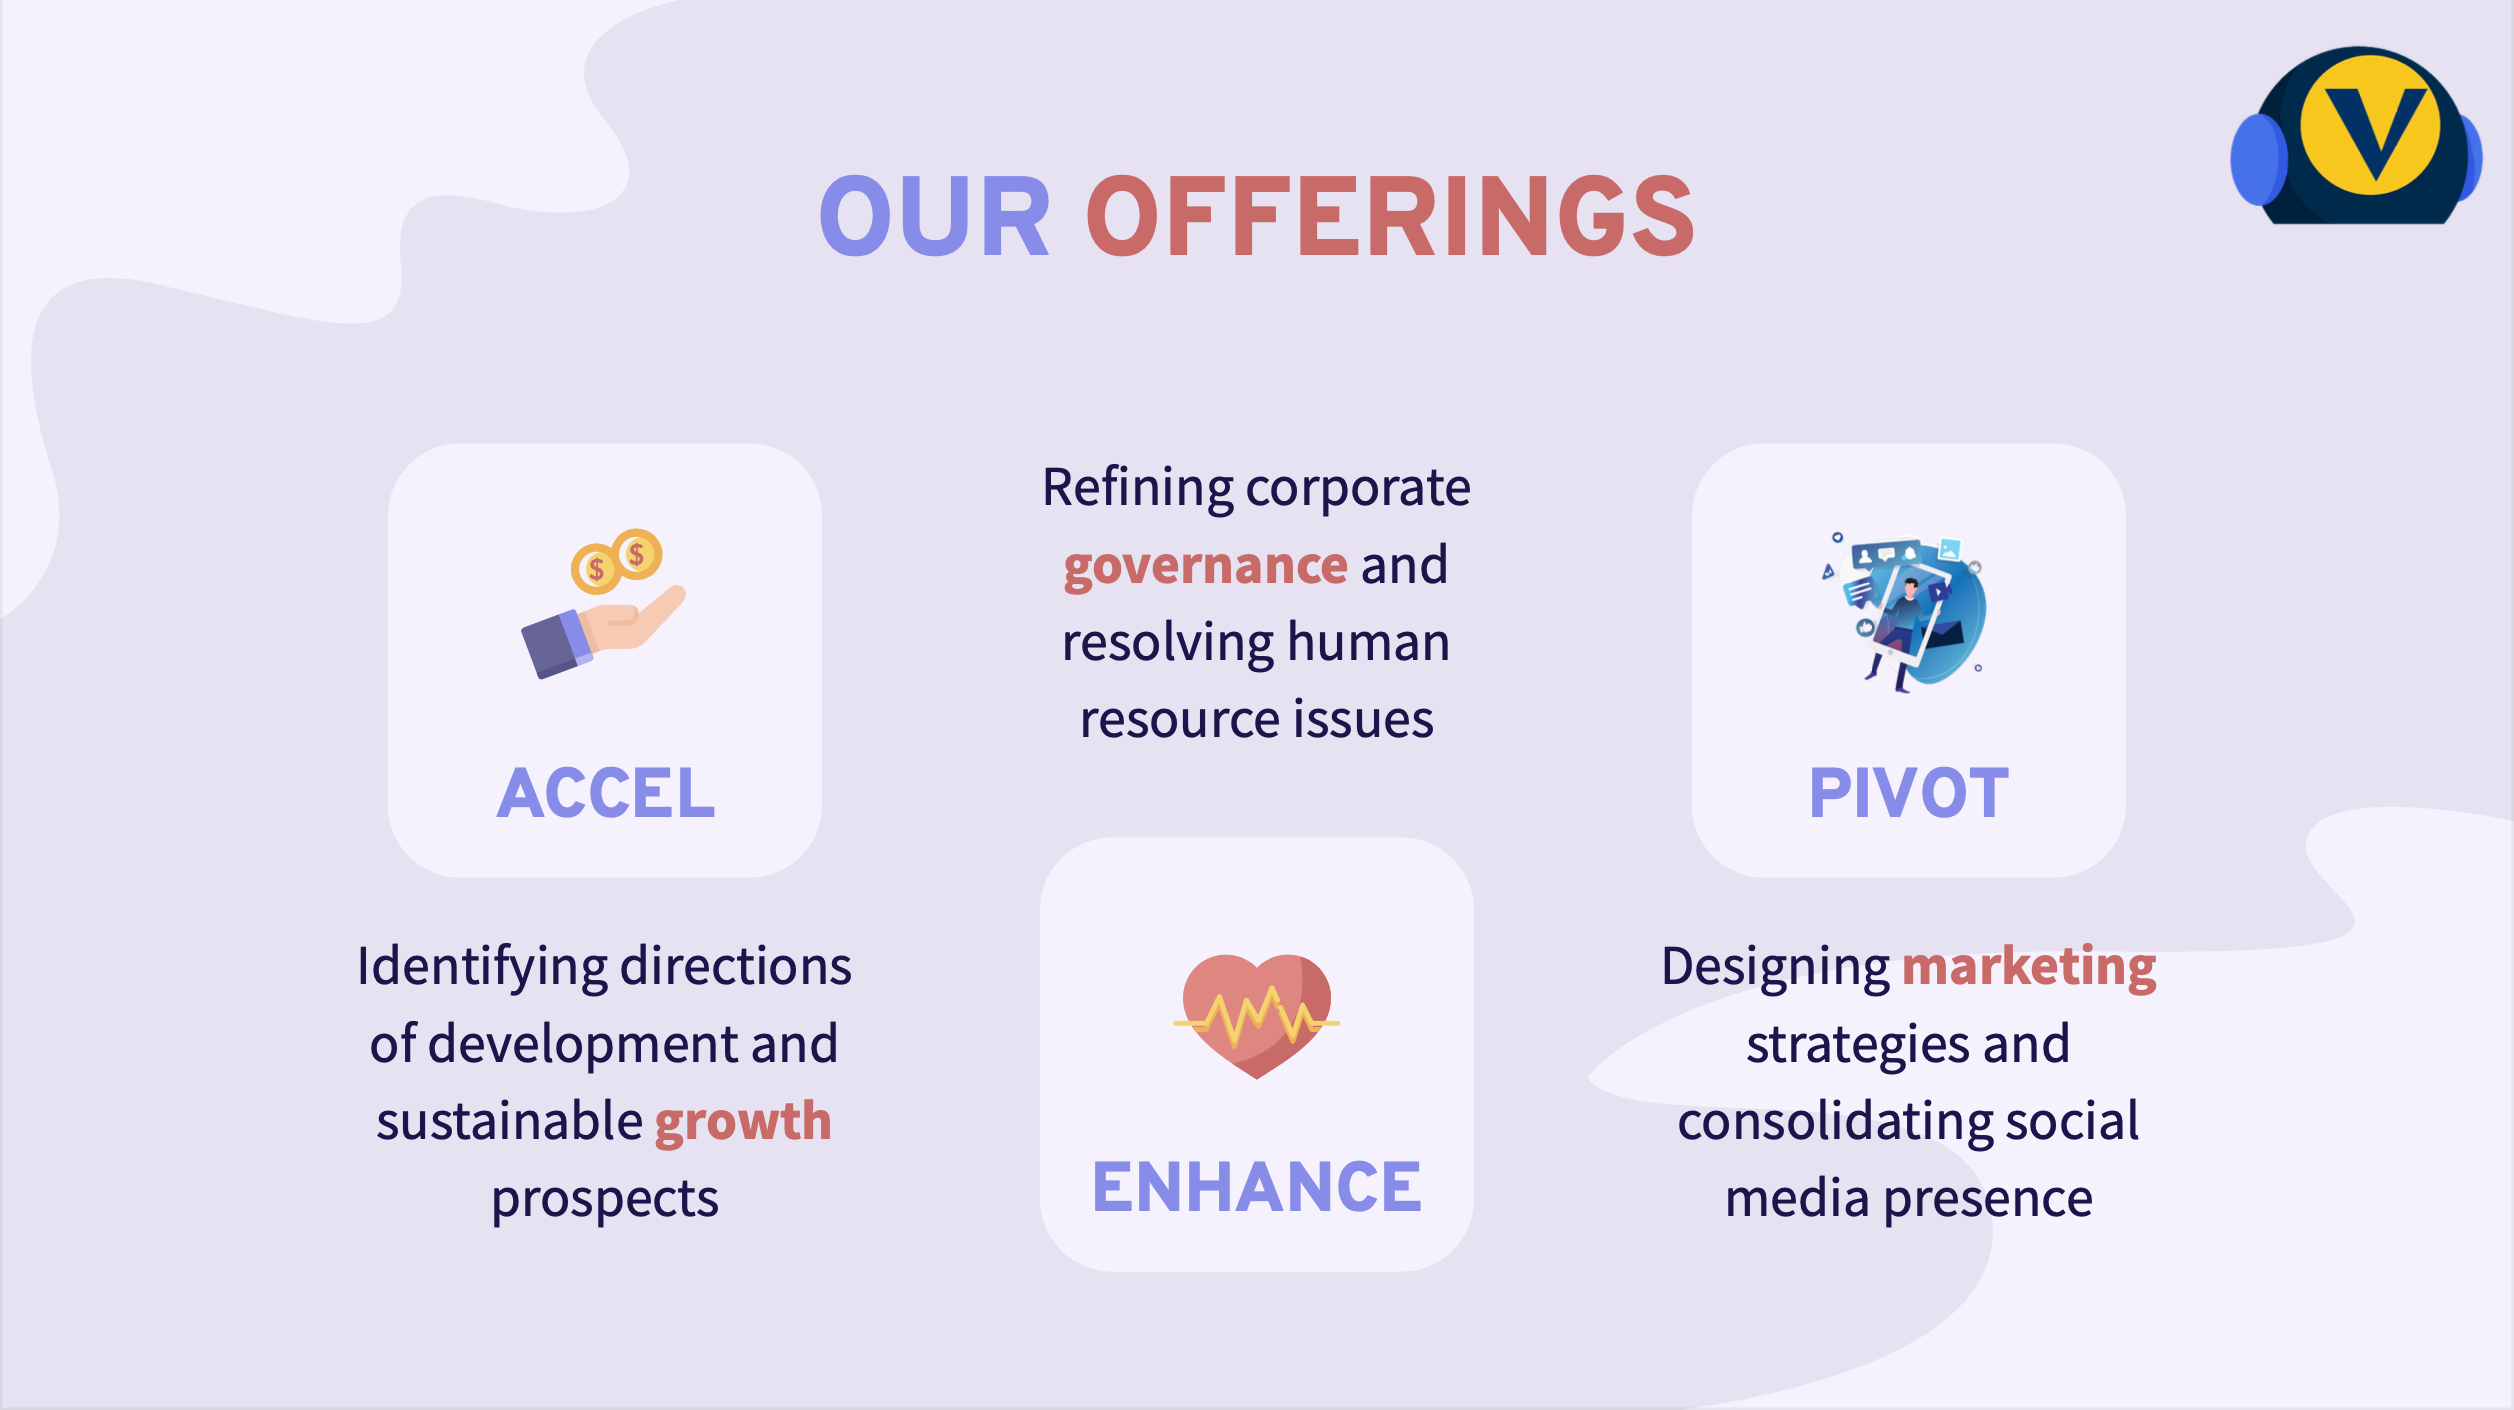 V
OUR OFFERINGS
$ $
ACCEL
Identifying directions
of development and
sustainable growth
prospects
Refining corporate
governance and
resolving human
resource issues
ENHANCE
PIVOT
Designing marketing
strategies and
consolidating social
media presence